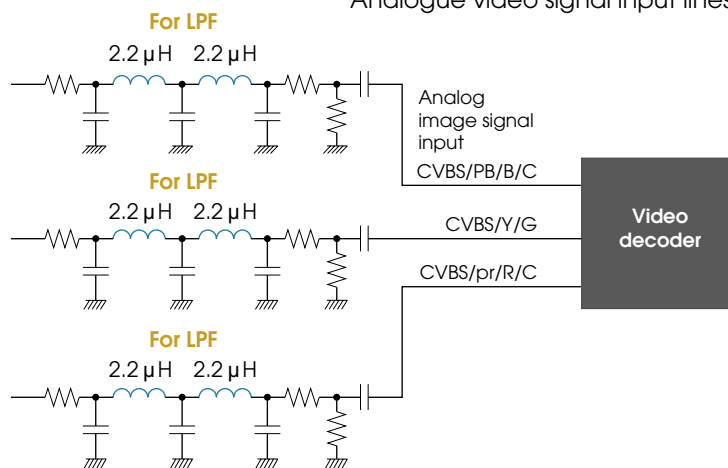 Analogue video signal input lines
For LPF
2.2 µH 2.2 µH
Analog
image signal
input
CVBS/PB/B/C
For LPF
2.2 µH 2.2 µH
CVBS/Y/G
Video
decoder
CVBS/pr/R/C
For LPF
2.2 µH 2.2 µH